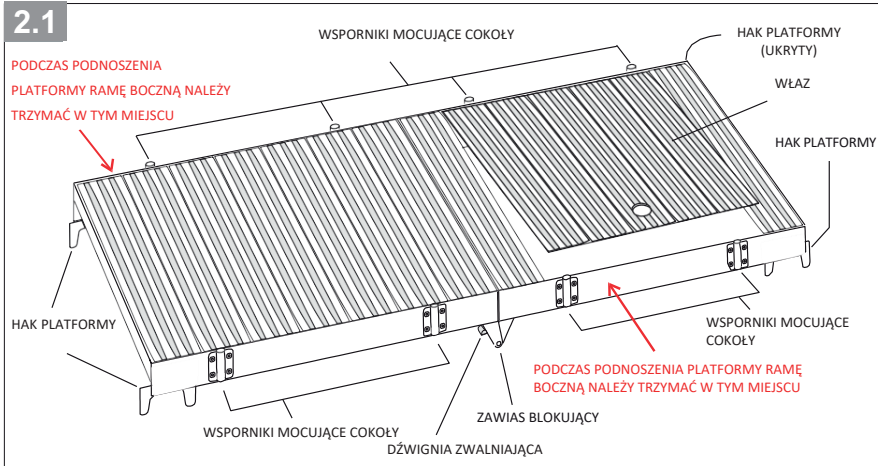 2.1
WSPORNIKI MOCUJĄCE COKOŁY
HAK PLATFORMY
(UKRYTY)
PODCZAS PODNOSZENIA
PLATFORMY RAMĘ BOCZNĄ NALEŻY
TRZYMAĆ W TYM MIEJSCU
WŁAZ
HAK PLATFORMY
HAK PLATFORMY
WSPORNIKI MOCUJĄCE
COKOŁY
PODCZAS PODNOSZENIA PLATFORMY RAMĘ
BOCZNĄ NALEŻY TRZYMAĆ W TYM MIEJSCU
ZAWIAS BLOKUJĄCY
WSPORNIKI MOCUJĄCE COKOŁY
DŹWIGNIA ZWALNIAJĄCA